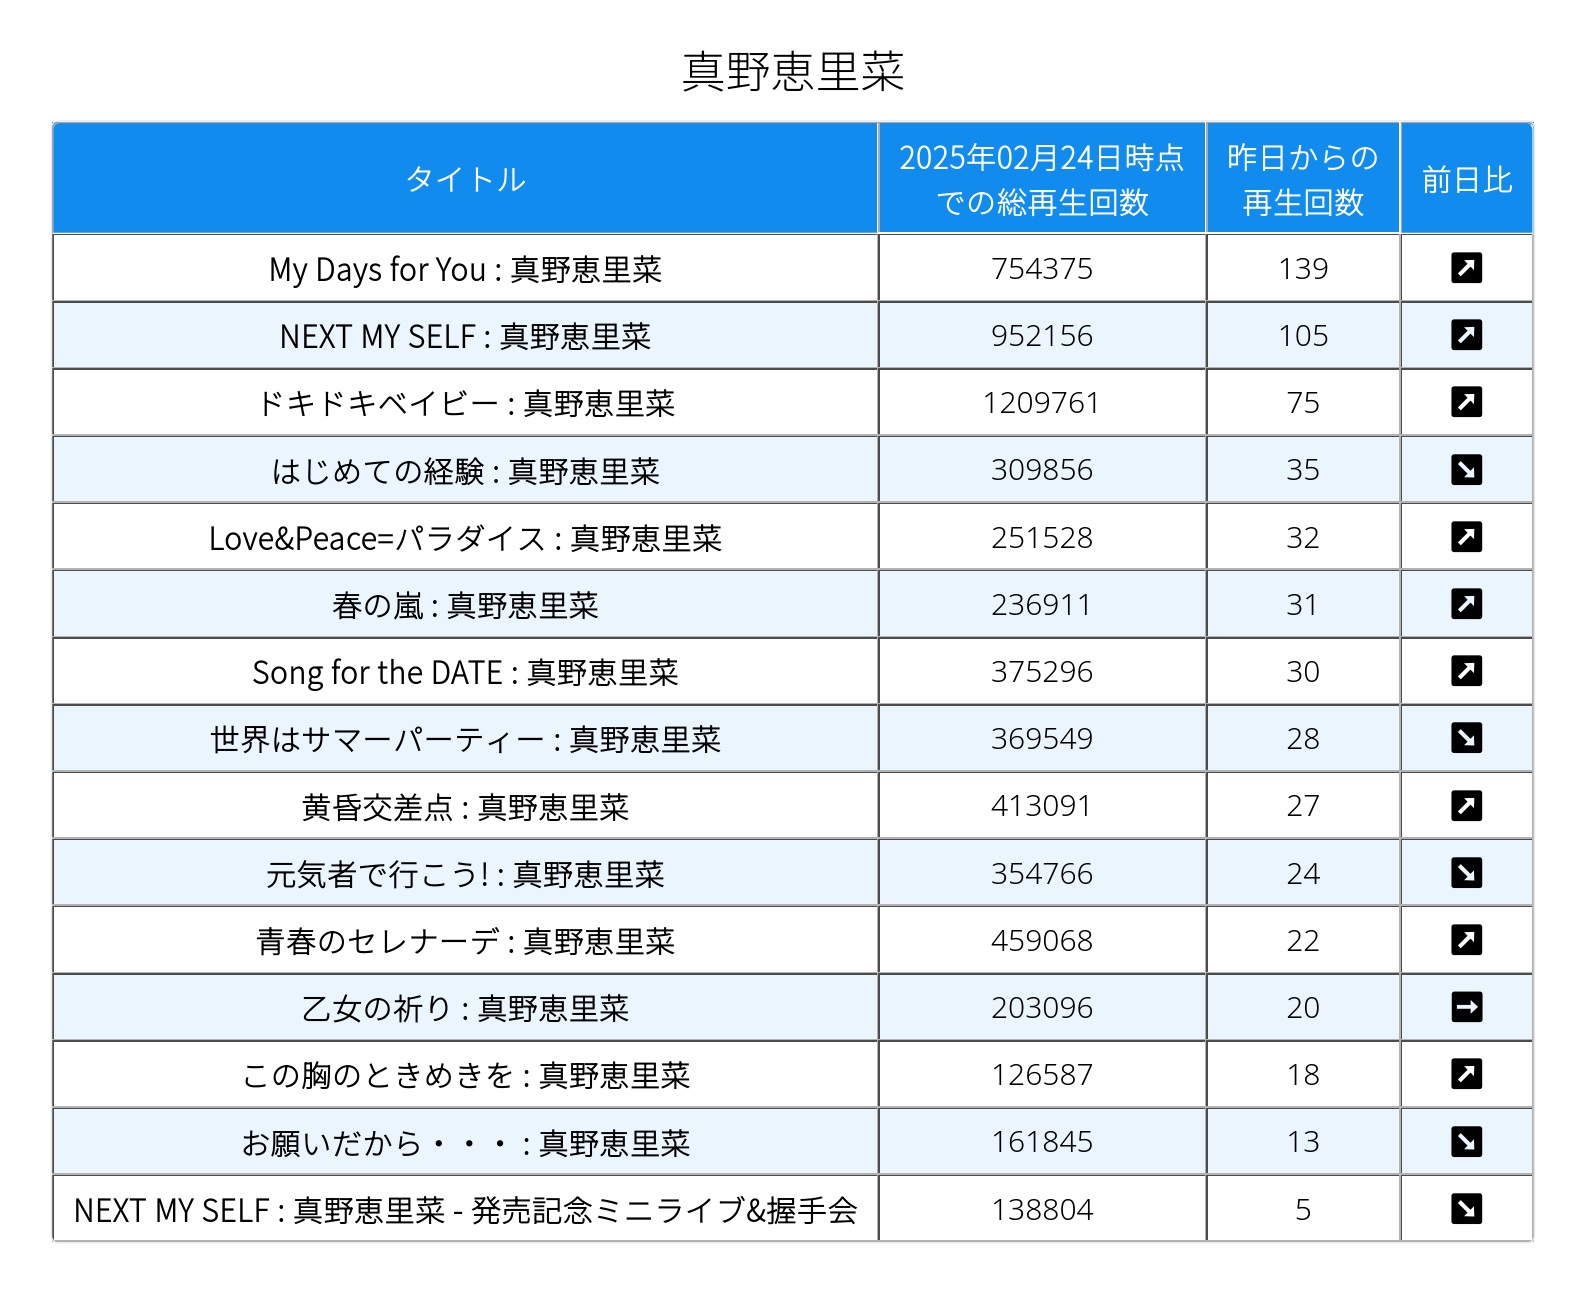 真野恵里菜
タイトル 2025年02月24日時点での総再生回数 昨日からの再生回数 前日比
My Days for You : 真野恵里菜 754375 139 ↗
NEXT MY SELF : 真野恵里菜 952156 105 ↗
ドキドキベイビー : 真野恵里菜 1209761 75 ↗
はじめての経験 : 真野恵里菜 309856 35 ↘
Love&Peace=パラダイス : 真野恵里菜 251528 32 ↗
春の嵐 : 真野恵里菜 236911 31 ↗
Song for the DATE : 真野恵里菜 375296 30 ↗
世界はサマーパーティー : 真野恵里菜 369549 28 ↘
黄昏交差点 : 真野恵里菜 413091 27 ↗
元気者で行こう! : 真野恵里菜 354766 24 ↘
青春のセレナーデ : 真野恵里菜 459068 22 ↗
乙女の祈り : 真野恵里菜 203096 20 →
この胸のときめきを : 真野恵里菜 126587 18 ↗
お願いだから・・・ : 真野恵里菜 161845 13 ↘
NEXT MY SELF : 真野恵里菜 - 発売記念ミニライブ&握手会 138804 5 ↘